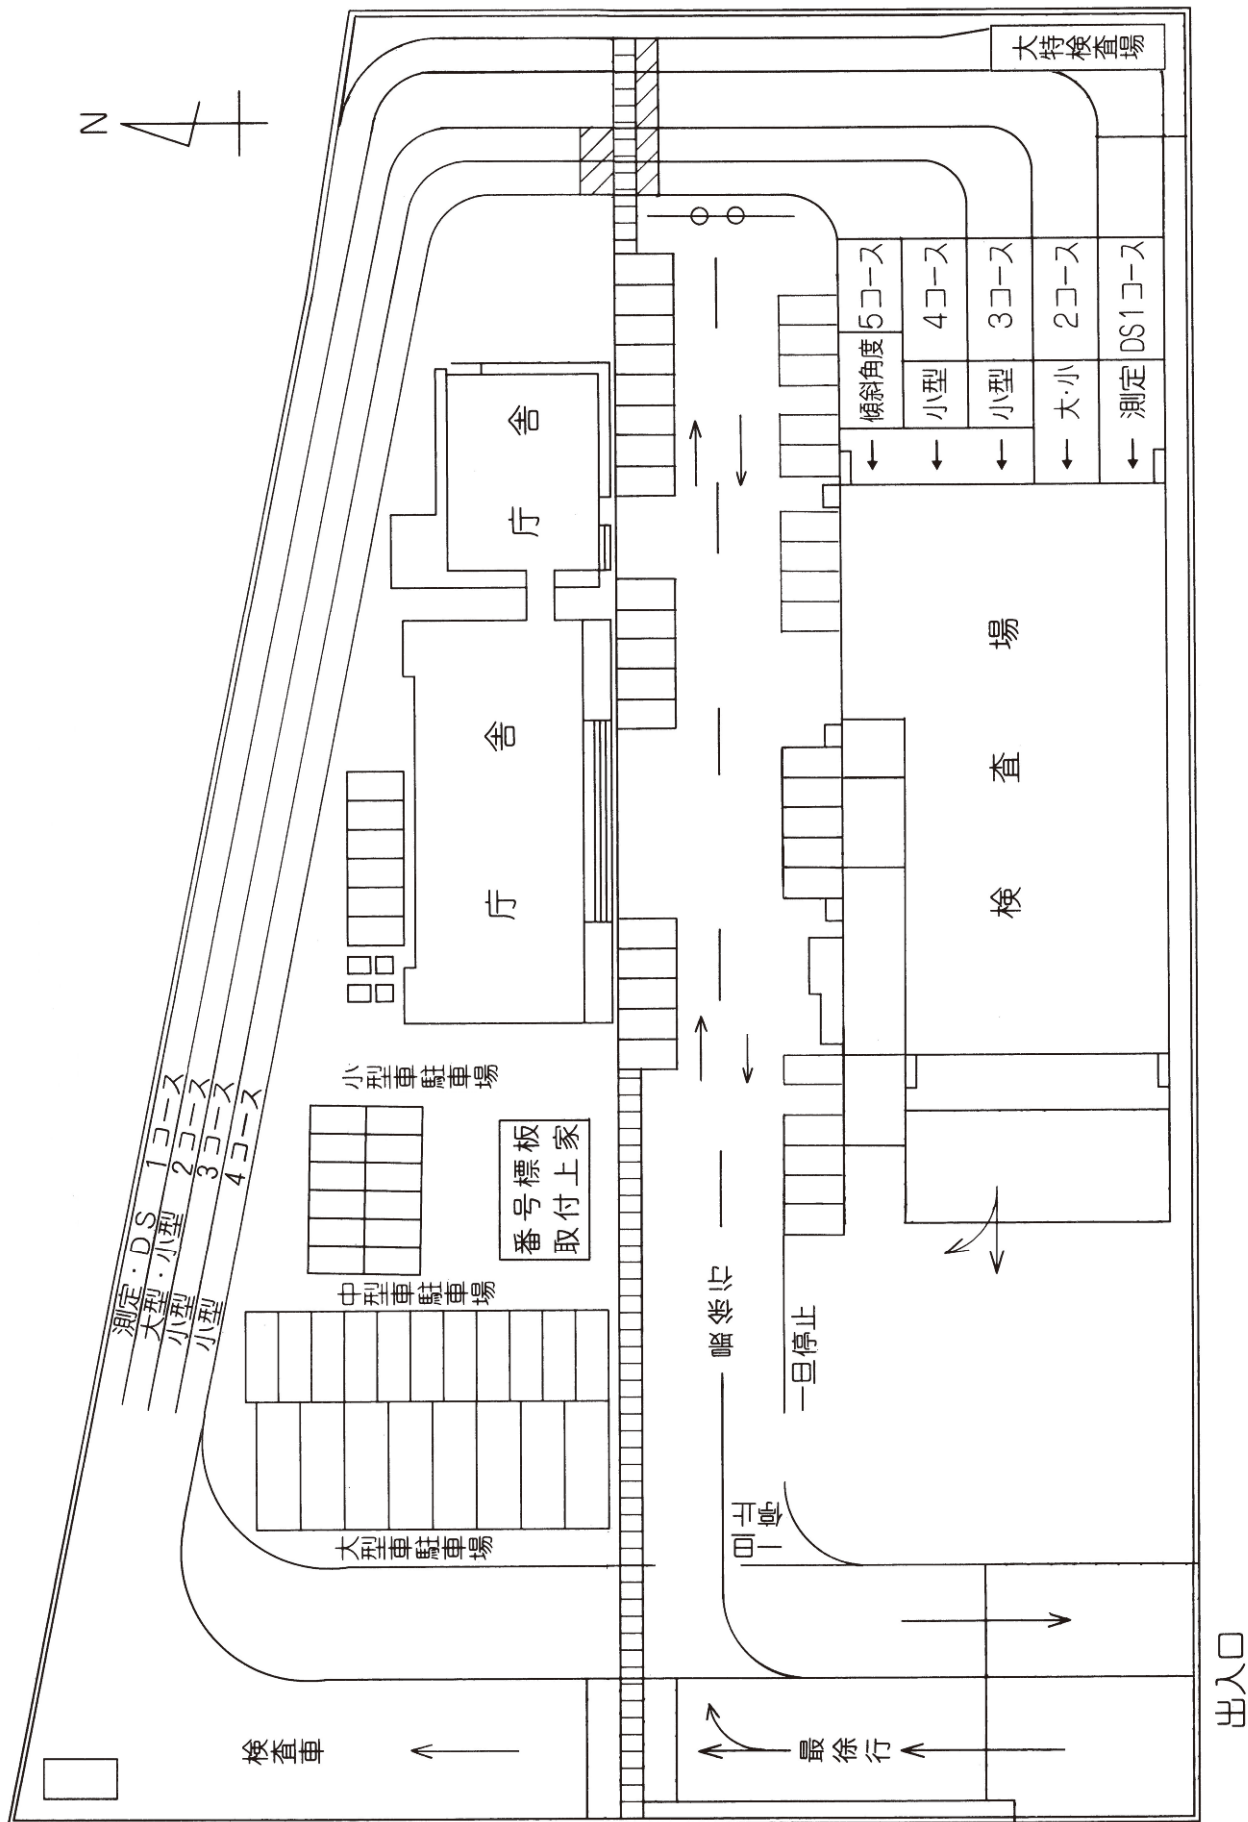 N
大特検査場
5コース
傾斜角度
4コース
小型
3コース
小型
2コース
大・小
DS1コース
測定
庁舎
庁舎
検査場
小型車駐車場
番号標板
取付上家
中型車駐車場
大型車駐車場
測定・DS 1コース
大型・小型 2コース
小型 3コース
小型 4コース
最徐行
一旦停止
一旦停止
検査車
最徐行
出入口